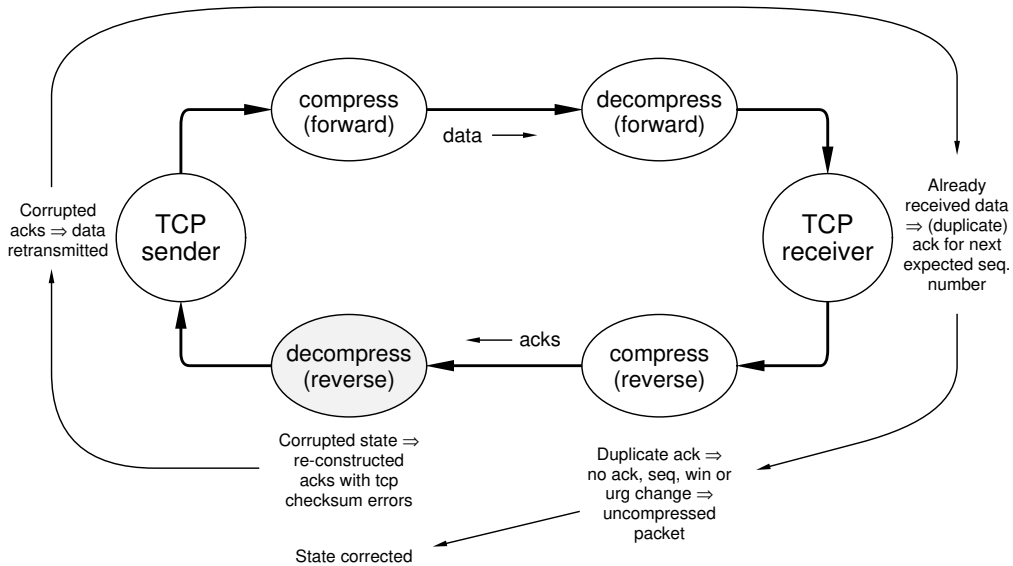 compress
(forward)
decompress
(forward)
data
Corrupted
acks ⇒ data
retransmitted
TCP
sender
TCP
receiver
Already
received data
⇒ (duplicate)
ack for next
expected seq.
number
acks
decompress
(reverse)
compress
(reverse)
Corrupted state ⇒
re-constructed
acks with tcp
checksum errors
Duplicate ack ⇒
no ack, seq, win or
urg change ⇒
uncompressed
packet
State corrected